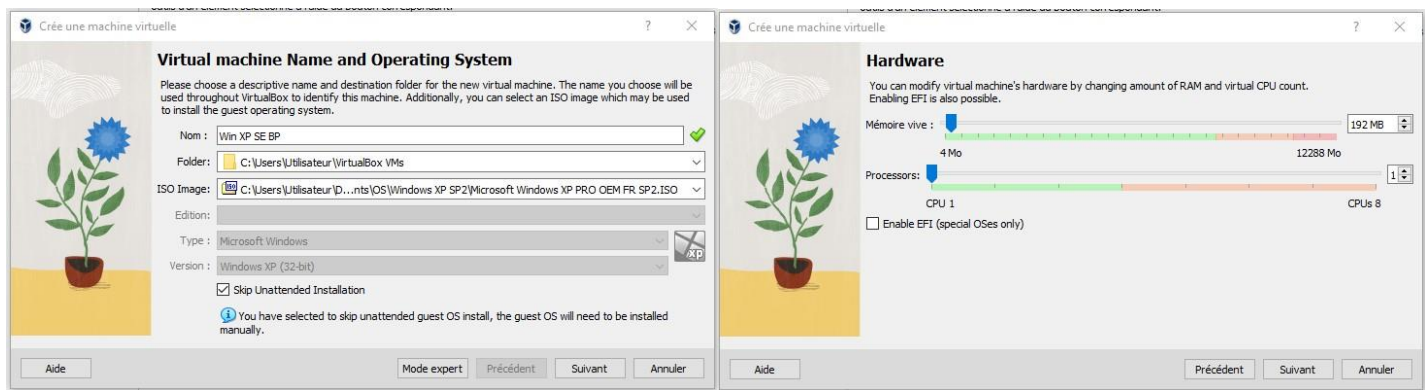 Crée une machine virtuelle
Virtual machine Name and Operating System
Please choose a descriptive name and destination folder for the new virtual machine. The name you choose will be
used throughout VirtualBox to identify this machine. Additionally, you can select an ISO image which may be used
to install the guest operating system.
Nom : Win XP SE BP
Folder: C:\Users\Utilisateur\VirtualBox VMs
ISO Image: C:\Users\Utilisateur\D...nts\OS\Windows XP SP2\Microsoft Windows XP PRO OEM FR SP2.ISO
Edition:
Type : Microsoft Windows
Version : Windows XP (32-bit)
Skip Unattended Installation
You have selected to skip unattended guest OS install, the guest OS will need to be installed
manually.
Aide Mode expert Précédent Suivant Annuler
Crée une machine virtuelle
Hardware
You can modify virtual machine's hardware by changing amount of RAM and virtual CPU count.
Enabling EFI is also possible.
Mémoire vive : 192 MB
4 Mo 12288 Mo
Processors: 1
CPU 1 CPUs 8
Enable EFI (special OSes only)
Aide Précédent Suivant Annuler